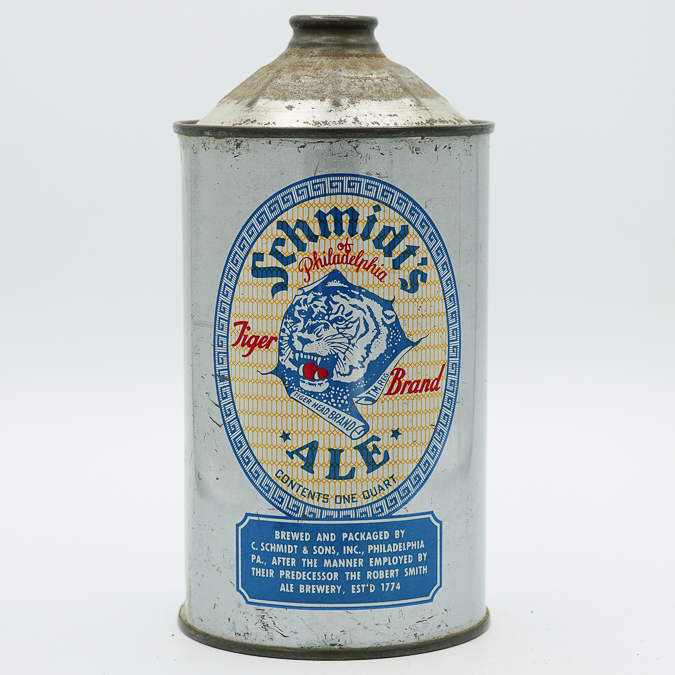 Schmidt's
of
Philadelphia
Tiger
Brand
TIGER HEAD BRAND
T.M. REG.
ALE
CONTENTS ONE QUART
BREWED AND PACKAGED BY
C. SCHMIDT & SONS, INC., PHILADELPHIA
PA., AFTER THE MANNER EMPLOYED BY
THEIR PREDECESSOR THE ROBERT SMITH
ALE BREWERY, EST'D 1774